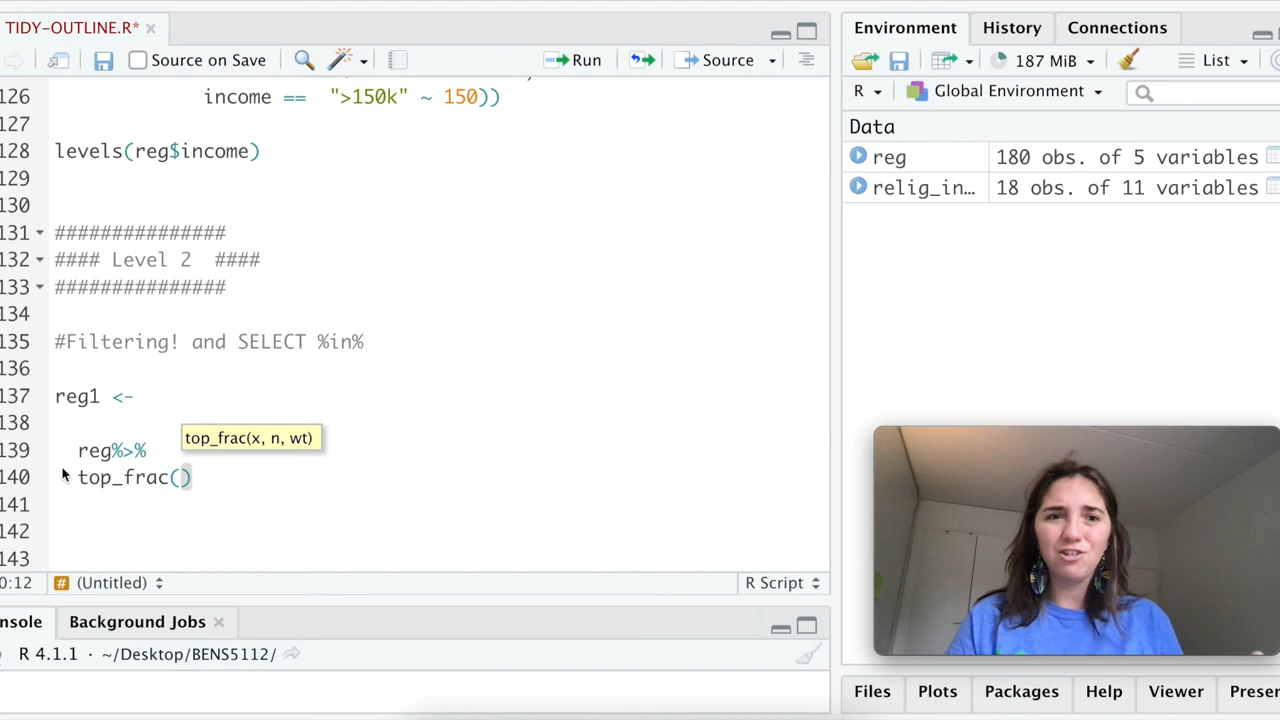 TIDY-OUTLINE.R*
Source on Save
Run
Source
126 income == ">150k" ~ 150))
127
128 levels(reg$income)
129
130
131 ###############
132 #### Level 2 ####
133 ###############
134
135 #Filtering! and SELECT %in%
136
137 reg1 <-
138
top_frac(x, n, wt)
139 reg%>%
140 top_frac()
141
142
143
0:12 # (Untitled) R Script
onsole Background Jobs
R 4.1.1 · ~/Desktop/BENS5112/
Environment History Connections
187 MiB List
R Global Environment
Data
reg 180 obs. of 5 variables
relig_in… 18 obs. of 11 variables
Files Plots Packages Help Viewer Presen